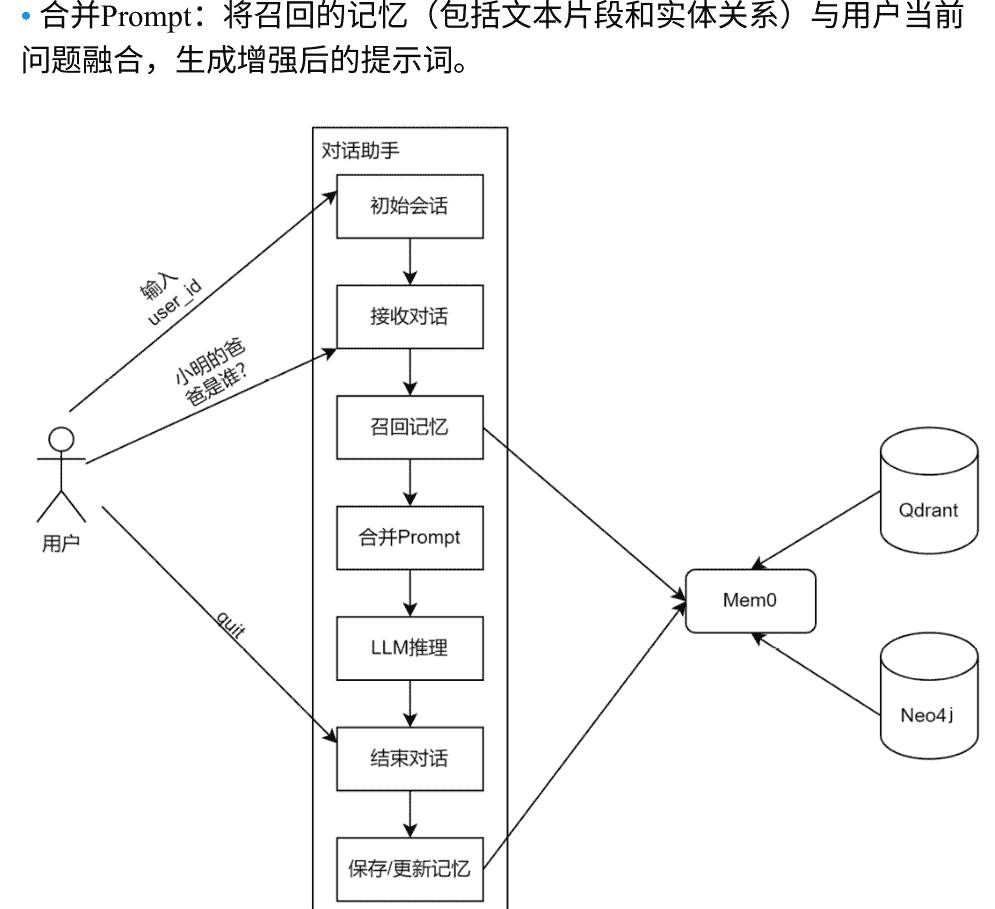 • 合并Prompt：将召回的记忆（包括文本片段和实体关系）与用户当前
问题融合，生成增强后的提示词。
对话助手
初始会话
输入
user_id
接收对话
小明的爸
爸是谁?
召回记忆
用户
合并Prompt
Qdrant
Mem0
quit
LLM推理
Neo4j
结束对话
保存/更新记忆